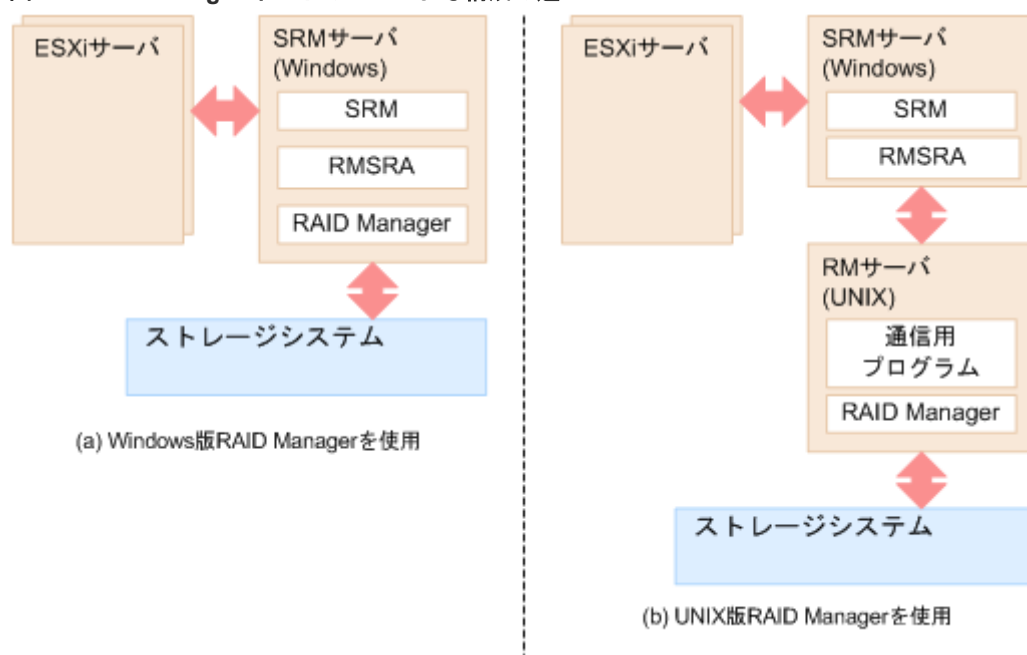 ESXiサーバ
SRMサーバ
(Windows)
SRM
RMSRA
RAID Manager
ストレージシステム
(a) Windows版RAID Managerを使用
ESXiサーバ
SRMサーバ
(Windows)
SRM
RMSRA
RMサーバ
(UNIX)
通信用
プログラム
RAID Manager
ストレージシステム
(b) UNIX版RAID Managerを使用